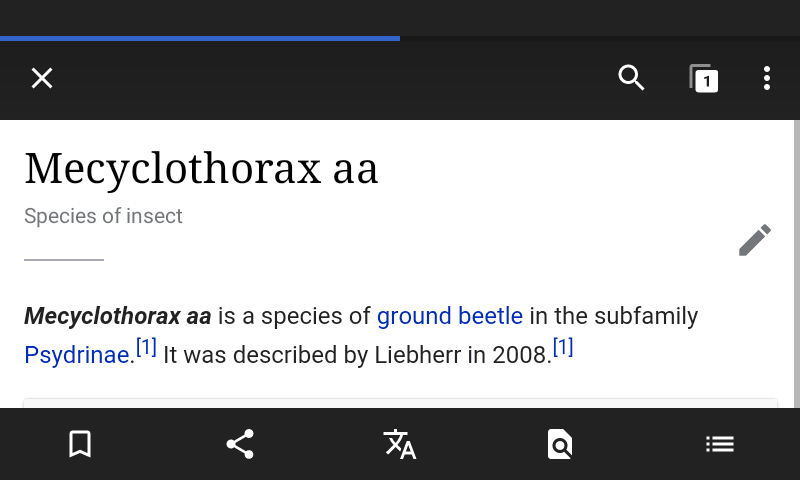 1
Mecyclothorax aa
Species of insect
Mecyclothorax aa is a species of ground beetle in the subfamily
Psydrinae.[1] It was described by Liebherr in 2008.[1]